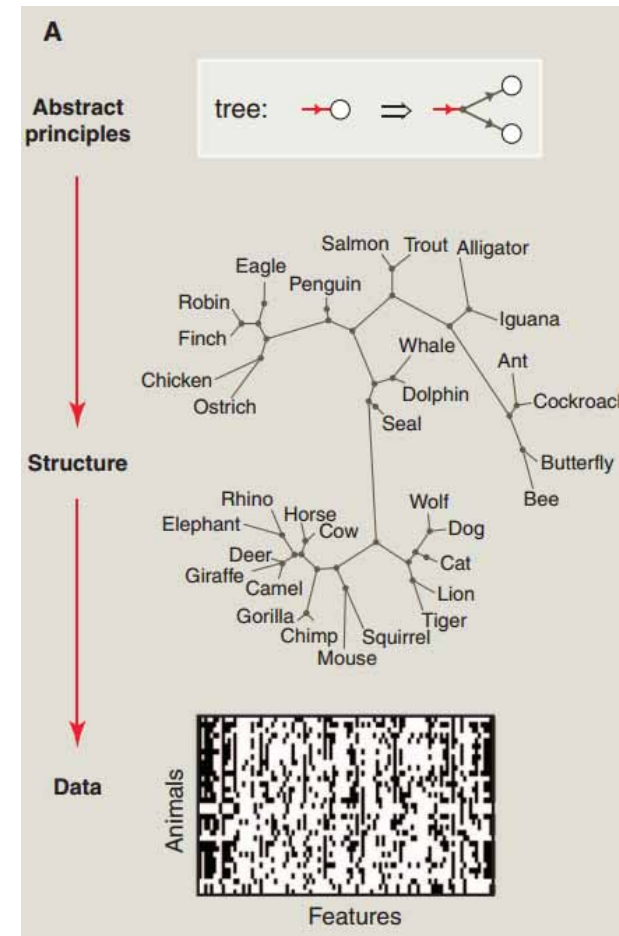 A
Abstract
principles
tree:
Structure
Data
Salmon
Trout
Alligator
Eagle
Penguin
Robin
Finch
Iguana
Whale
Ant
Chicken
Dolphin
Cockroac
Ostrich
Seal
Butterfly
Bee
Rhino
Horse
Wolf
Elephant
Cow
Dog
Deer
Cat
Giraffe
Camel
Lion
Gorilla
Tiger
Chimp
Squirrel
Mouse
Animals
Features